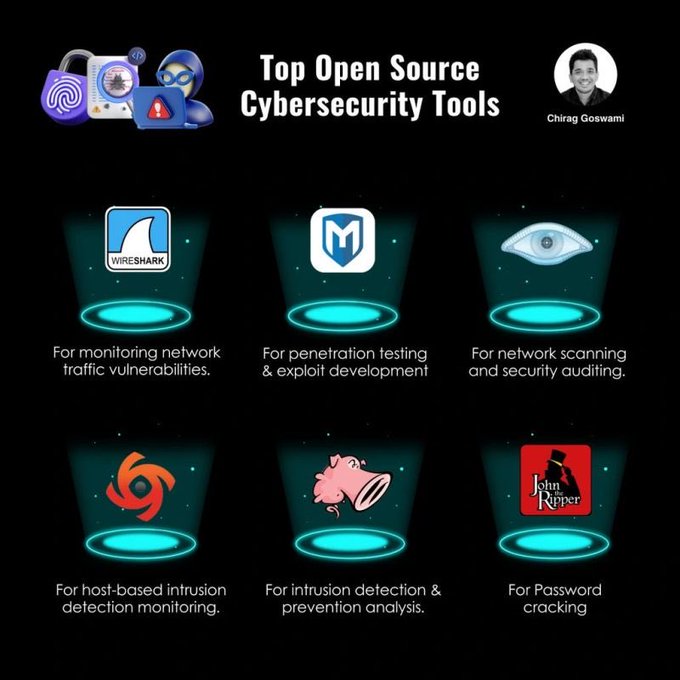 Top Open Source
Cybersecurity Tools
Chirag Goswami
WIRESHARK
For monitoring network
traffic vulnerabilities.
M
For penetration testing
& exploit development
For network scanning
and security auditing.
For host-based intrusion
detection monitoring.
For intrusion detection &
prevention analysis.
John
the
Ripper
For Password
cracking